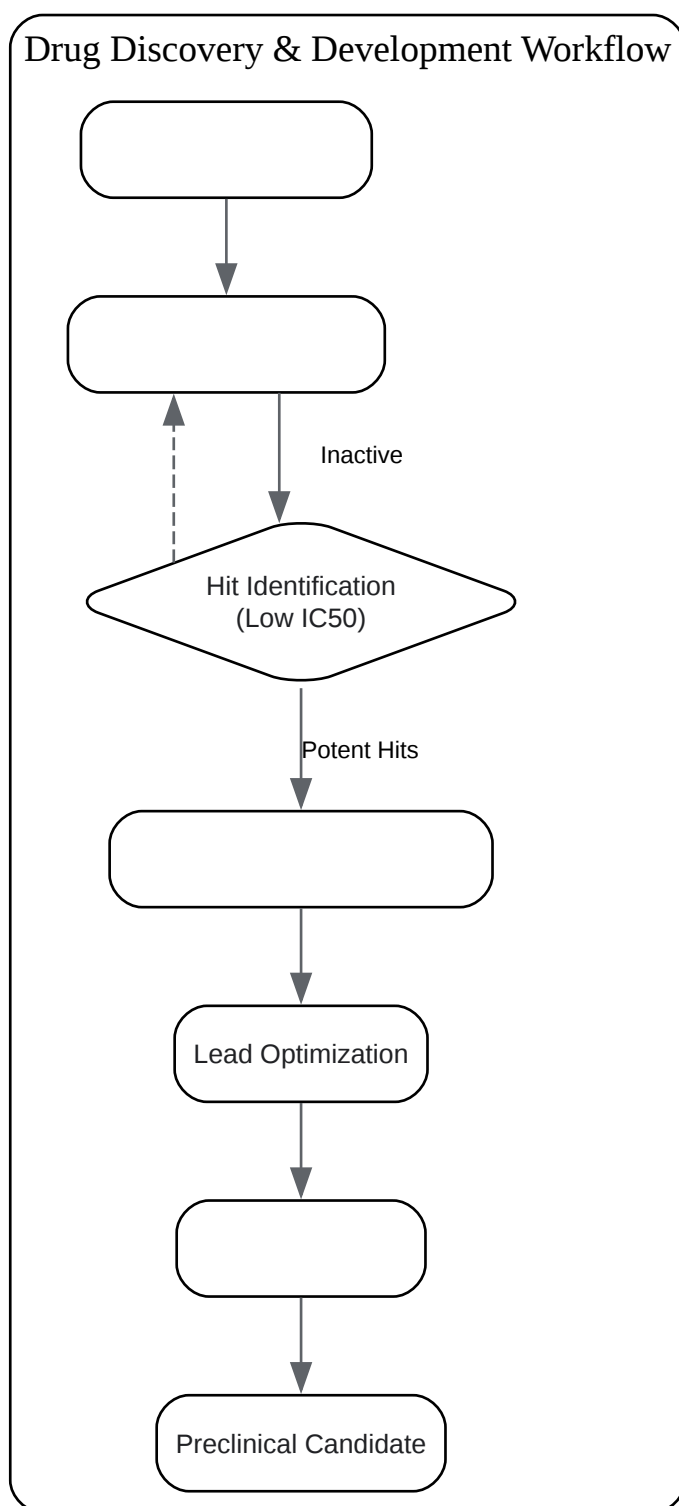 Drug Discovery & Development Workflow
Inactive
Hit Identification
(Low IC50)
Potent Hits
Lead Optimization
Preclinical Candidate